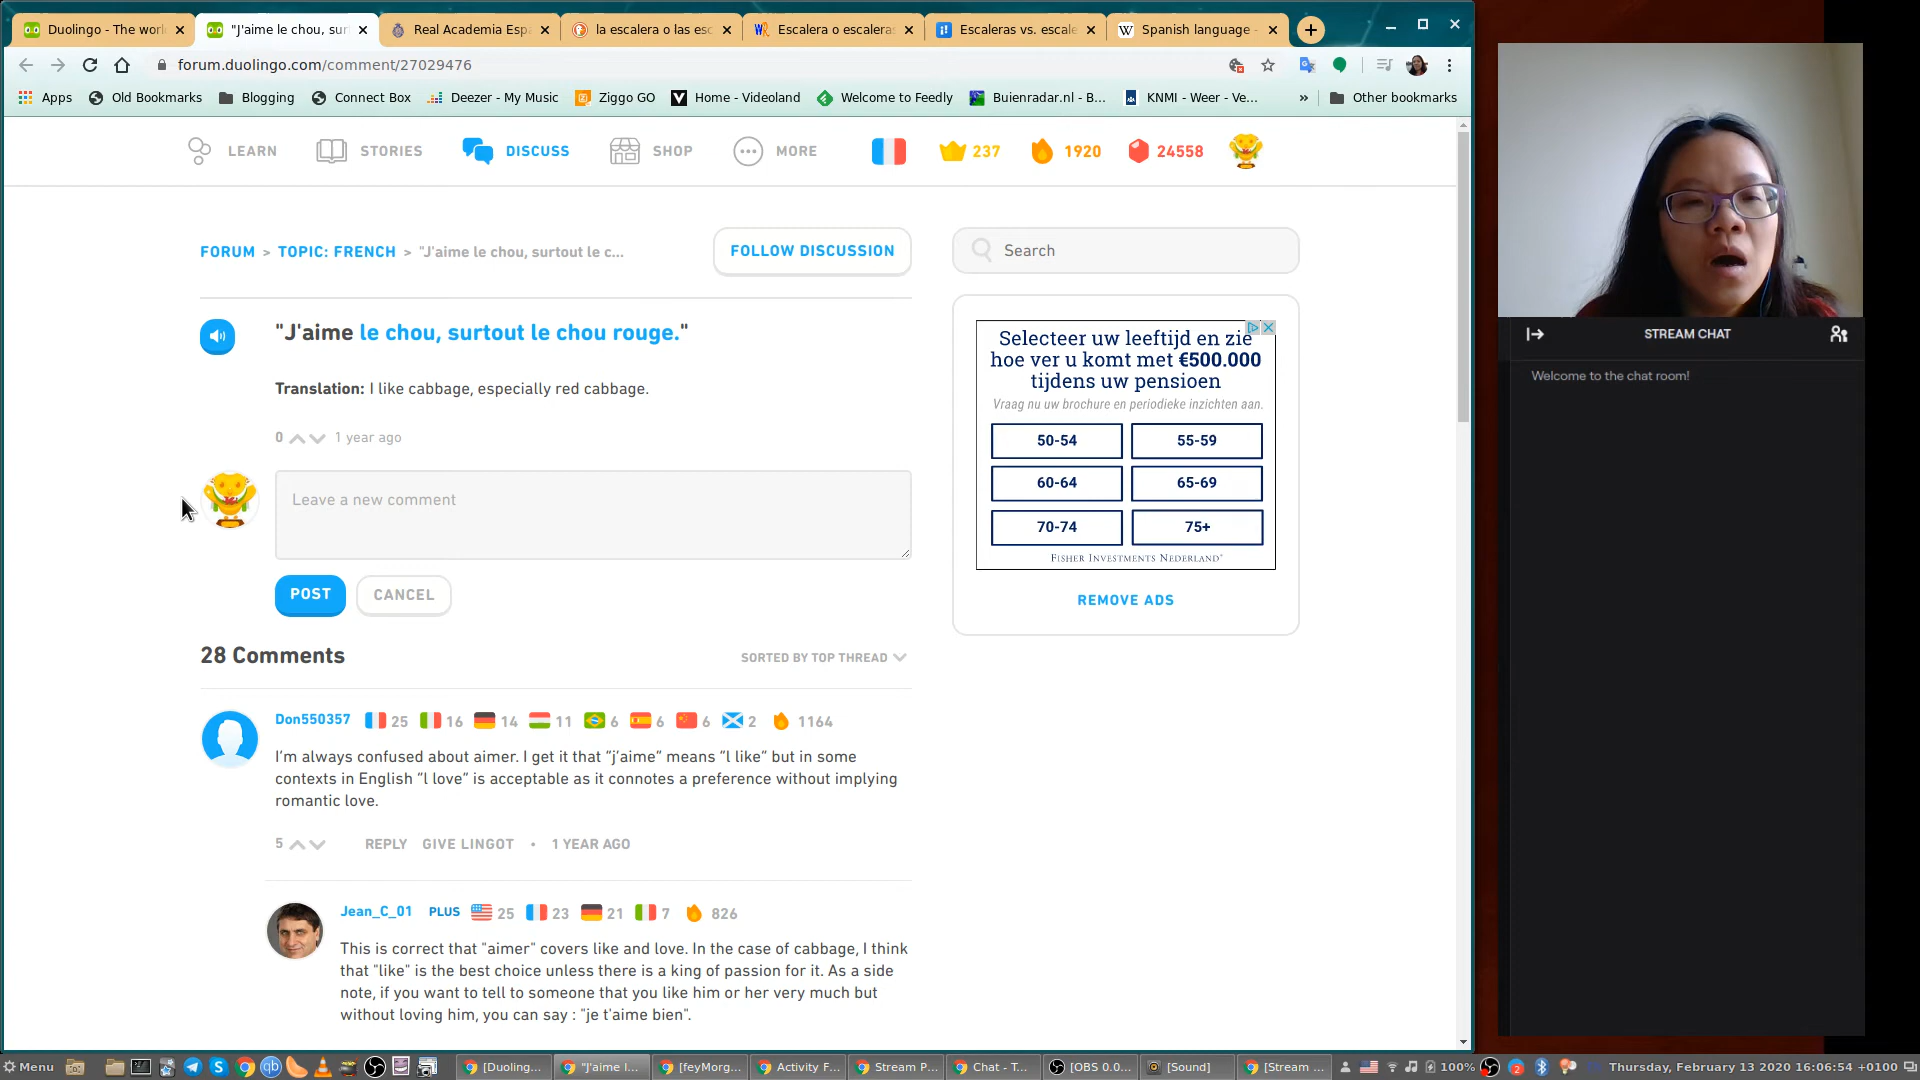 Duolingo - The worl
"J'aime le chou, sur
Real Academia Esp
la escalera o las esc
Escalera o escalera
Escaleras vs. escale
Spanish language -
forum.duolingo.com/comment/27029476
Apps
Old Bookmarks
Blogging
Connect Box
Deezer - My Music
Ziggo GO
Home - Videoland
Welcome to Feedly
Buienradar.nl - B...
KNMI - Weer - Ve...
»
Other bookmarks
LEARN
STORIES
DISCUSS
SHOP
MORE
237
1920
24558
FORUM > TOPIC: FRENCH > "J'aime le chou, surtout le c...
FOLLOW DISCUSSION
Search
"J'aime le chou, surtout le chou rouge."
Translation: I like cabbage, especially red cabbage.
0
1 year ago
Leave a new comment
POST
CANCEL
Selecteer uw leeftijd en zie
hoe ver u komt met €500.000
tijdens uw pensioen
Vraag nu uw brochure en periodieke inzichten aan.
50-54
55-59
60-64
65-69
70-74
75+
FISHER INVESTMENTS NEDERLAND
REMOVE ADS
28 Comments
SORTED BY TOP THREAD
Don550357 25 16 14 11 6 6 6 2 1164
I'm always confused about aimer. I get it that “j’aime” means “l like” but in some
contexts in English “l love” is acceptable as it connotes a preference without implying
romantic love.
5
REPLY
GIVE LINGOT
• 1 YEAR AGO
Jean_C_01 PLUS 25 23 21 7 826
This is correct that "aimer" covers like and love. In the case of cabbage, I think
that "like" is the best choice unless there is a king of passion for it. As a side
note, if you want to tell to someone that you like him or her very much but
without loving him, you can say : "je t'aime bien".
STREAM CHAT
Welcome to the chat room!
Menu
[Duoling...
"J'aime l...
[feyMorg...
Activity F...
Stream P...
Chat - T...
[OBS 0.0...
[Sound]
[Stream ...
100%
2
Thursday, February 13 2020 16:06:54 +0100